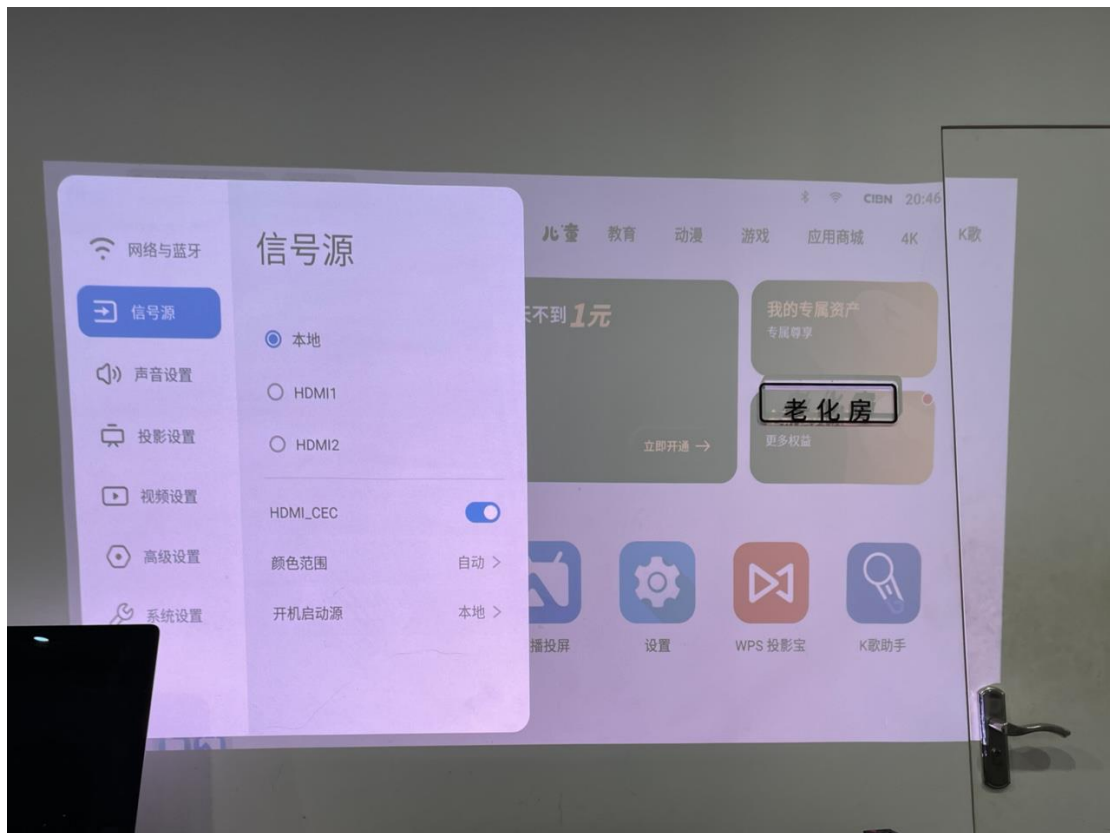 CIBN 20:46
儿童 教育 动漫 游戏 应用商城 4K K歌
网络与蓝牙
信号源
声音设置
投影设置
视频设置
高级设置
系统设置
信号源
本地
HDMI1
HDMI2
HDMI_CEC
颜色范围 自动
开机启动源 本地
天不到1元
立即开通
我的专属资产
专属尊享
老化房
更多权益
播投屏
设置
WPS 投影宝
K歌助手